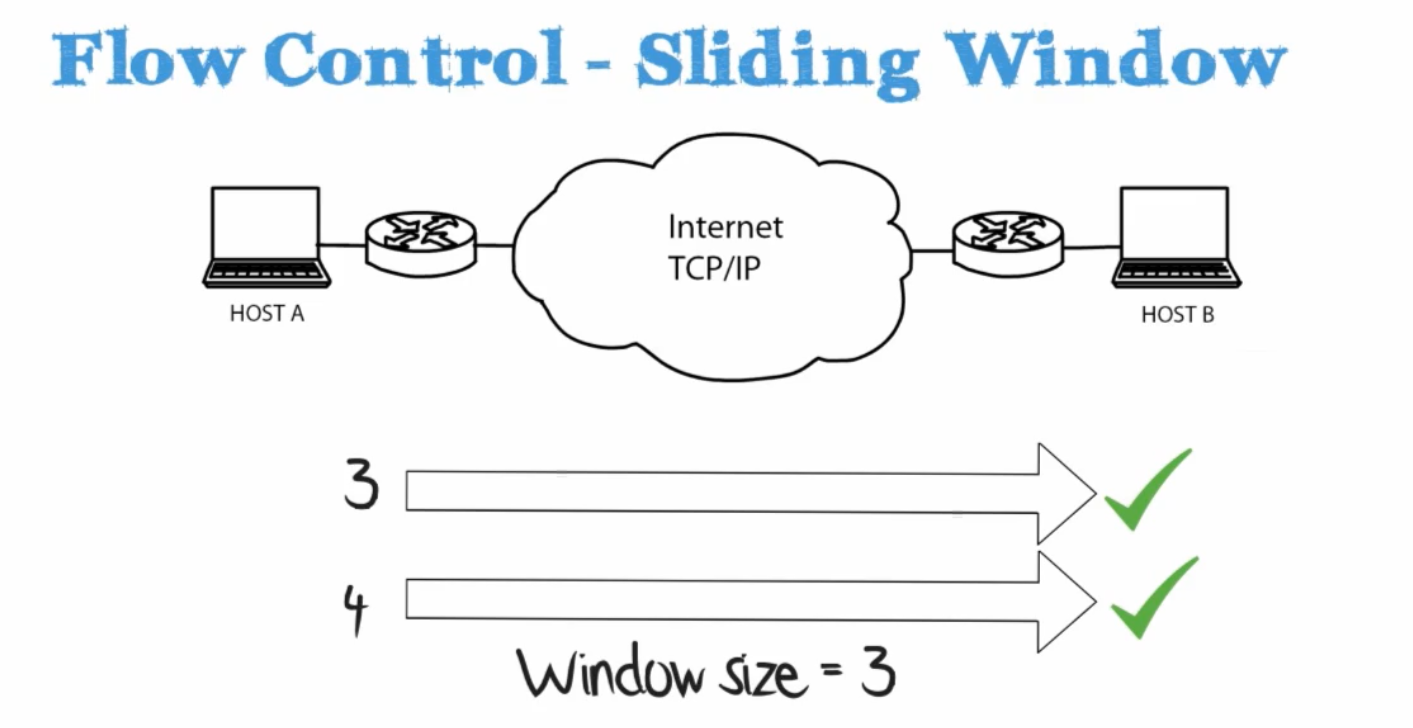 Flow Control - Sliding Window
Internet
TCP/IP
HOST A
HOST B
3
4
Window size = 3